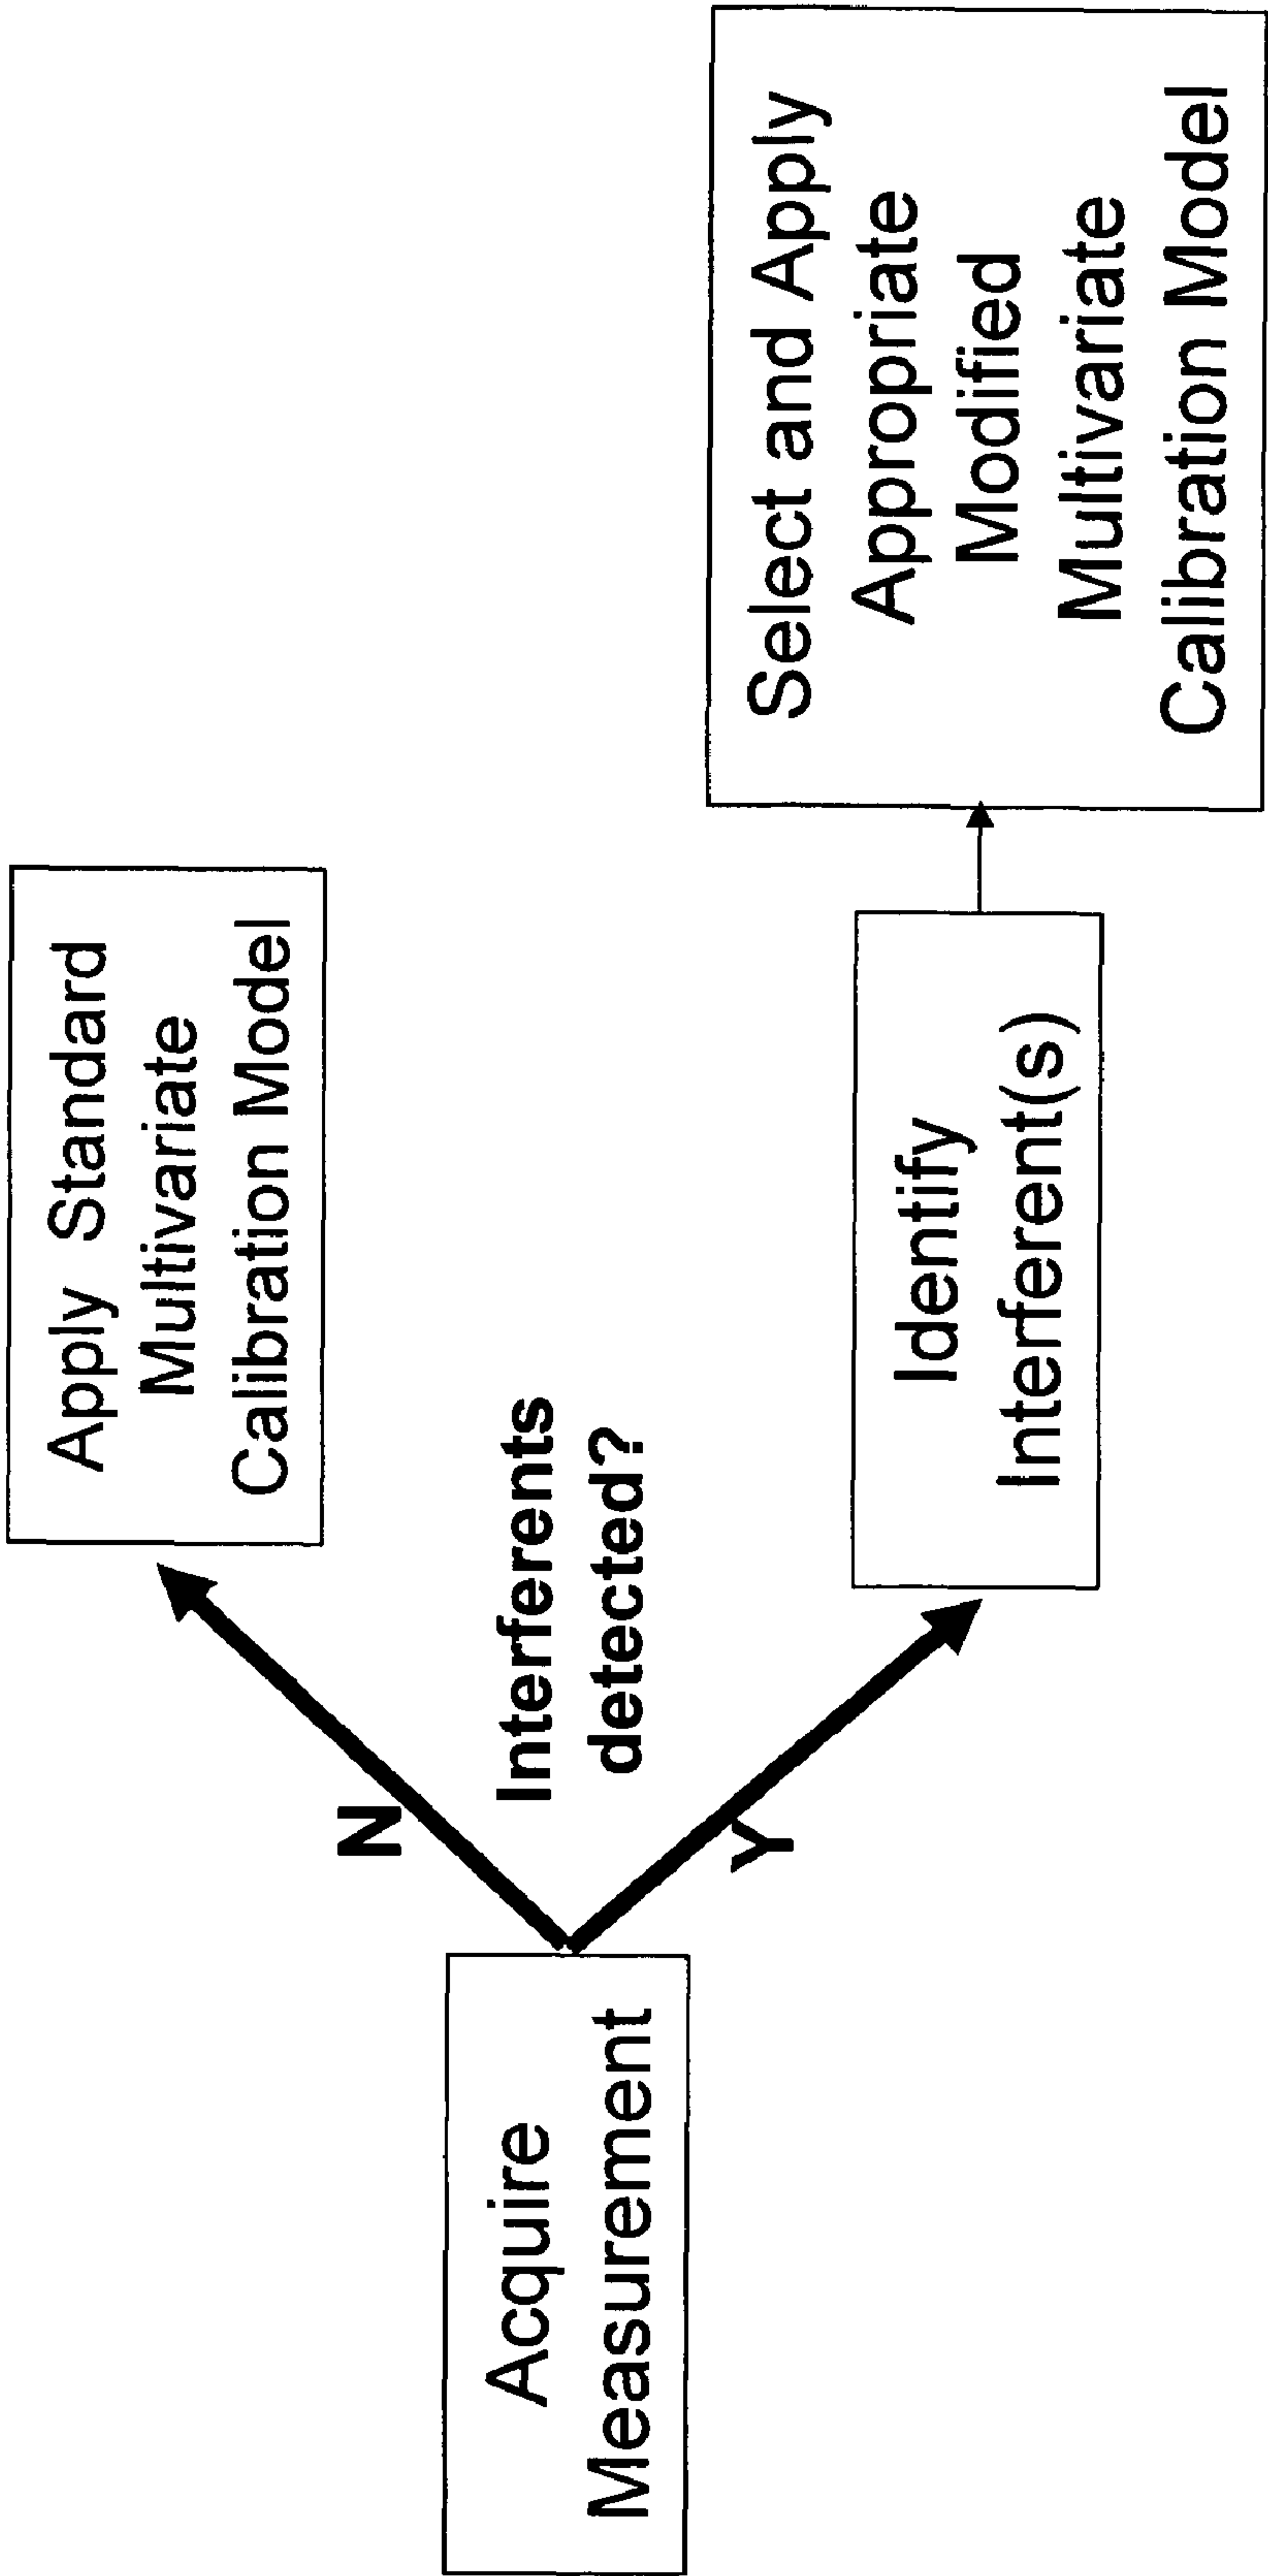 Acquire
Measurement
N
Interferents
detected?
Y
Apply Standard
Multivariate
Calibration Model
Identify
Interferent(s)
Select and Apply
Appropriate
Modified
Multivariate
Calibration Model